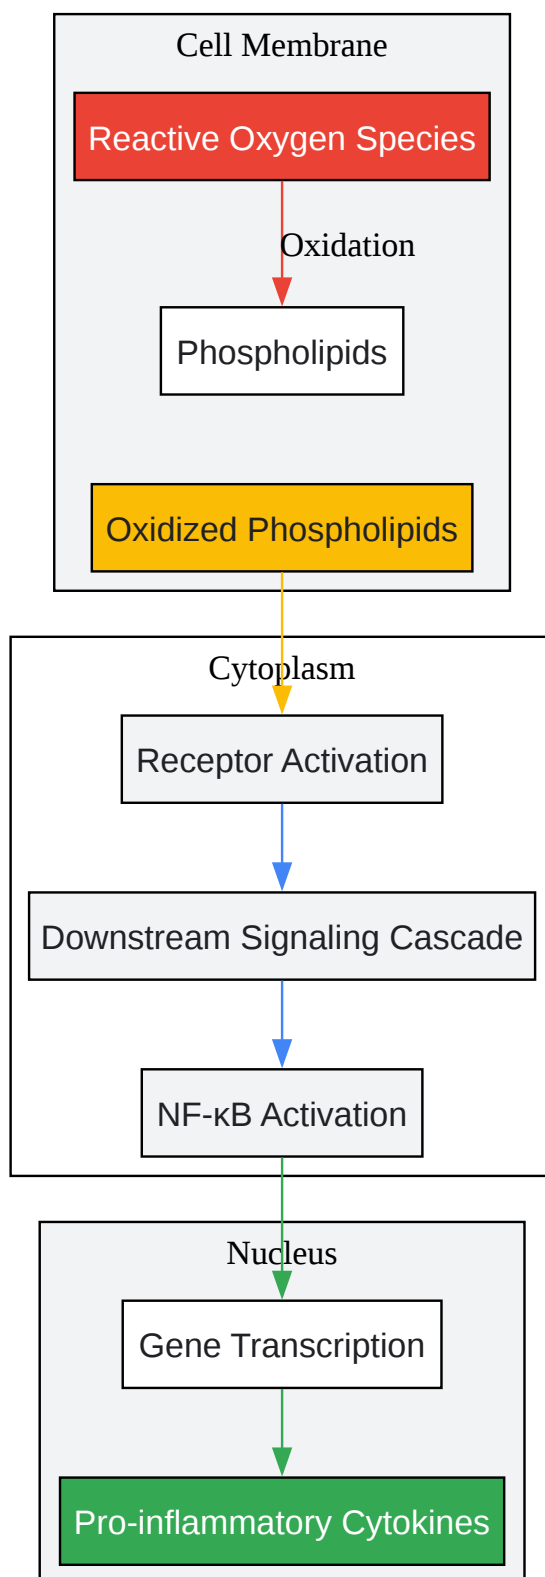 Cell Membrane
Reactive Oxygen Species
Oxidation
Phospholipids
Oxidized Phospholipids
Cytoplasm
Receptor Activation
Downstream Signaling Cascade
NF-κB Activation
Nucleus
Gene Transcription
Pro-inflammatory Cytokines